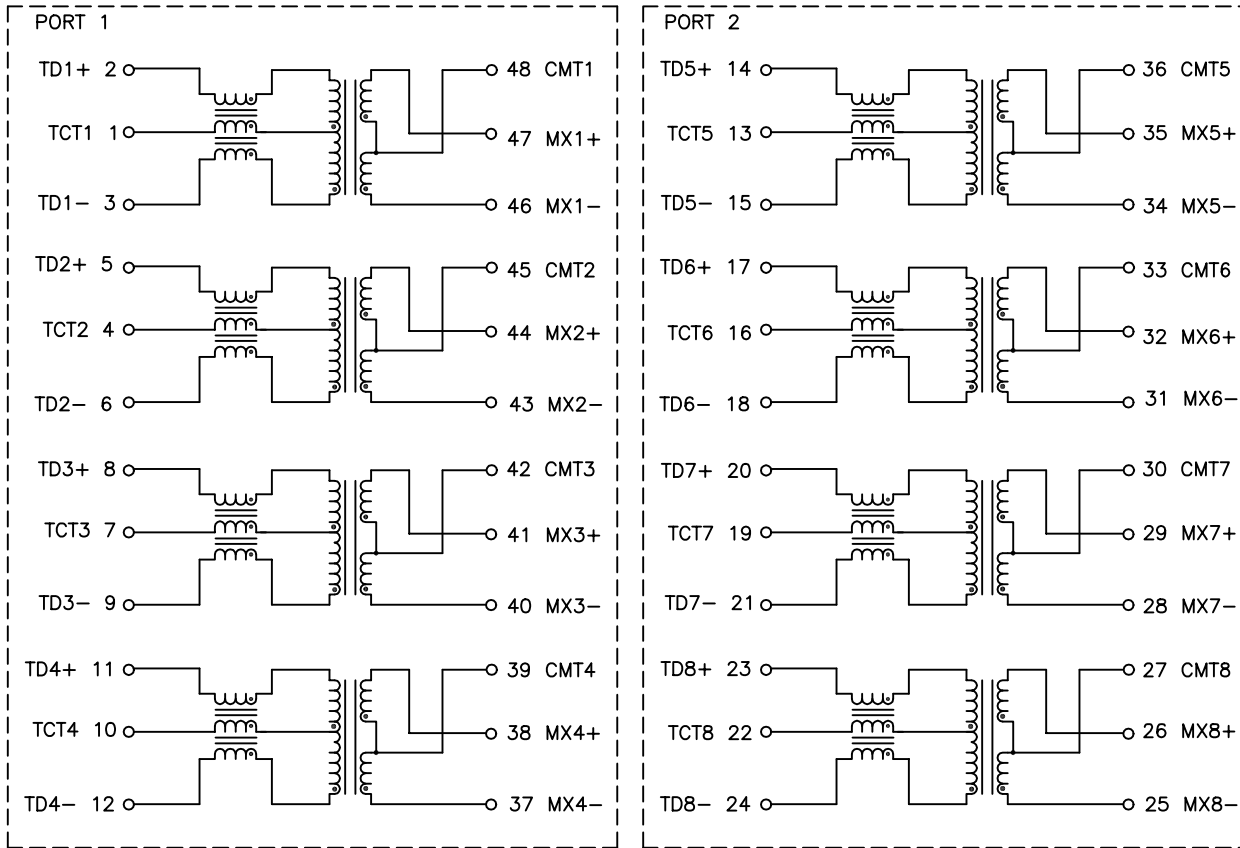 PORT 1
TD1+ 2
48 CMT1
TCT1 1
47 MX1+
TD1- 3
46 MX1-
TD2+ 5
45 CMT2
TCT2 4
44 MX2+
TD2- 6
43 MX2-
TD3+ 8
42 CMT3
TCT3 7
41 MX3+
TD3- 9
40 MX3-
TD4+ 11
39 CMT4
TCT4 10
38 MX4+
TD4- 12
37 MX4-
PORT 2
TD5+ 14
36 CMT5
TCT5 13
35 MX5+
TD5- 15
34 MX5-
TD6+ 17
33 CMT6
TCT6 16
32 MX6+
TD6- 18
31 MX6-
TD7+ 20
30 CMT7
TCT7 19
29 MX7+
TD7- 21
28 MX7-
TD8+ 23
27 CMT8
TCT8 22
26 MX8+
TD8- 24
25 MX8-